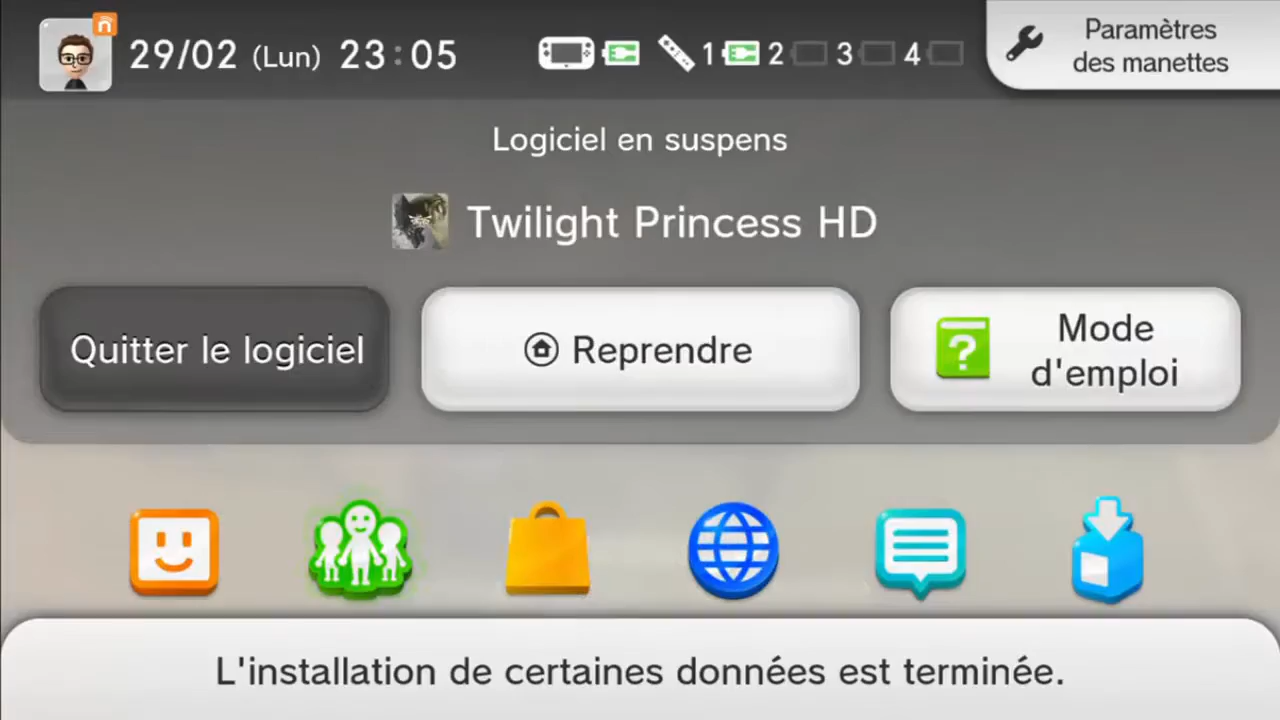 29/02 (Lun) 23:05
1 2 3 4
Paramètres
des manettes
Logiciel en suspens
Twilight Princess HD
Quitter le logiciel
Reprendre
Mode
d'emploi
?
L'installation de certaines données est terminée.